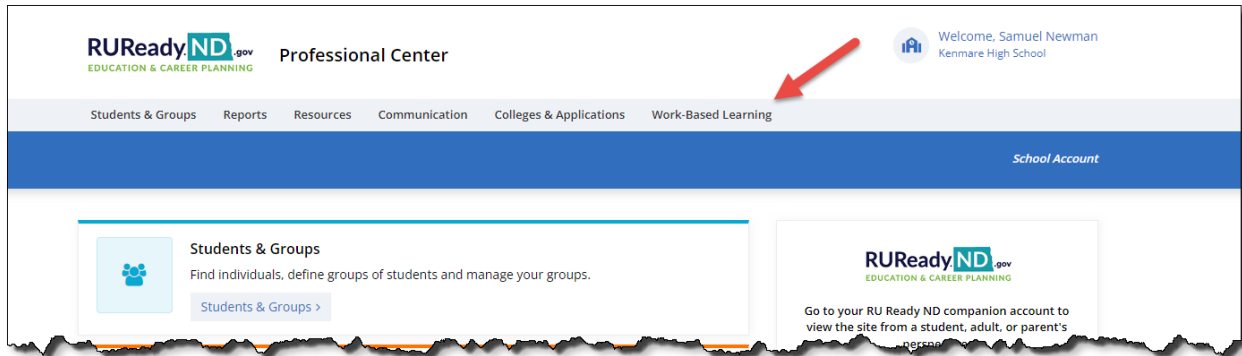 RUReady.ND.gov
EDUCATION & CAREER PLANNING
Professional Center
Welcome, Samuel Newman
Kenmare High School
Students & Groups
Reports
Resources
Communication
Colleges & Applications
Work-Based Learning
School Account
Students & Groups
Find individuals, define groups of students and manage your groups.
Students & Groups >
RUReady.ND.gov
EDUCATION & CAREER PLANNING
Go to your RU Ready ND companion account to
view the site from a student, adult, or parent's